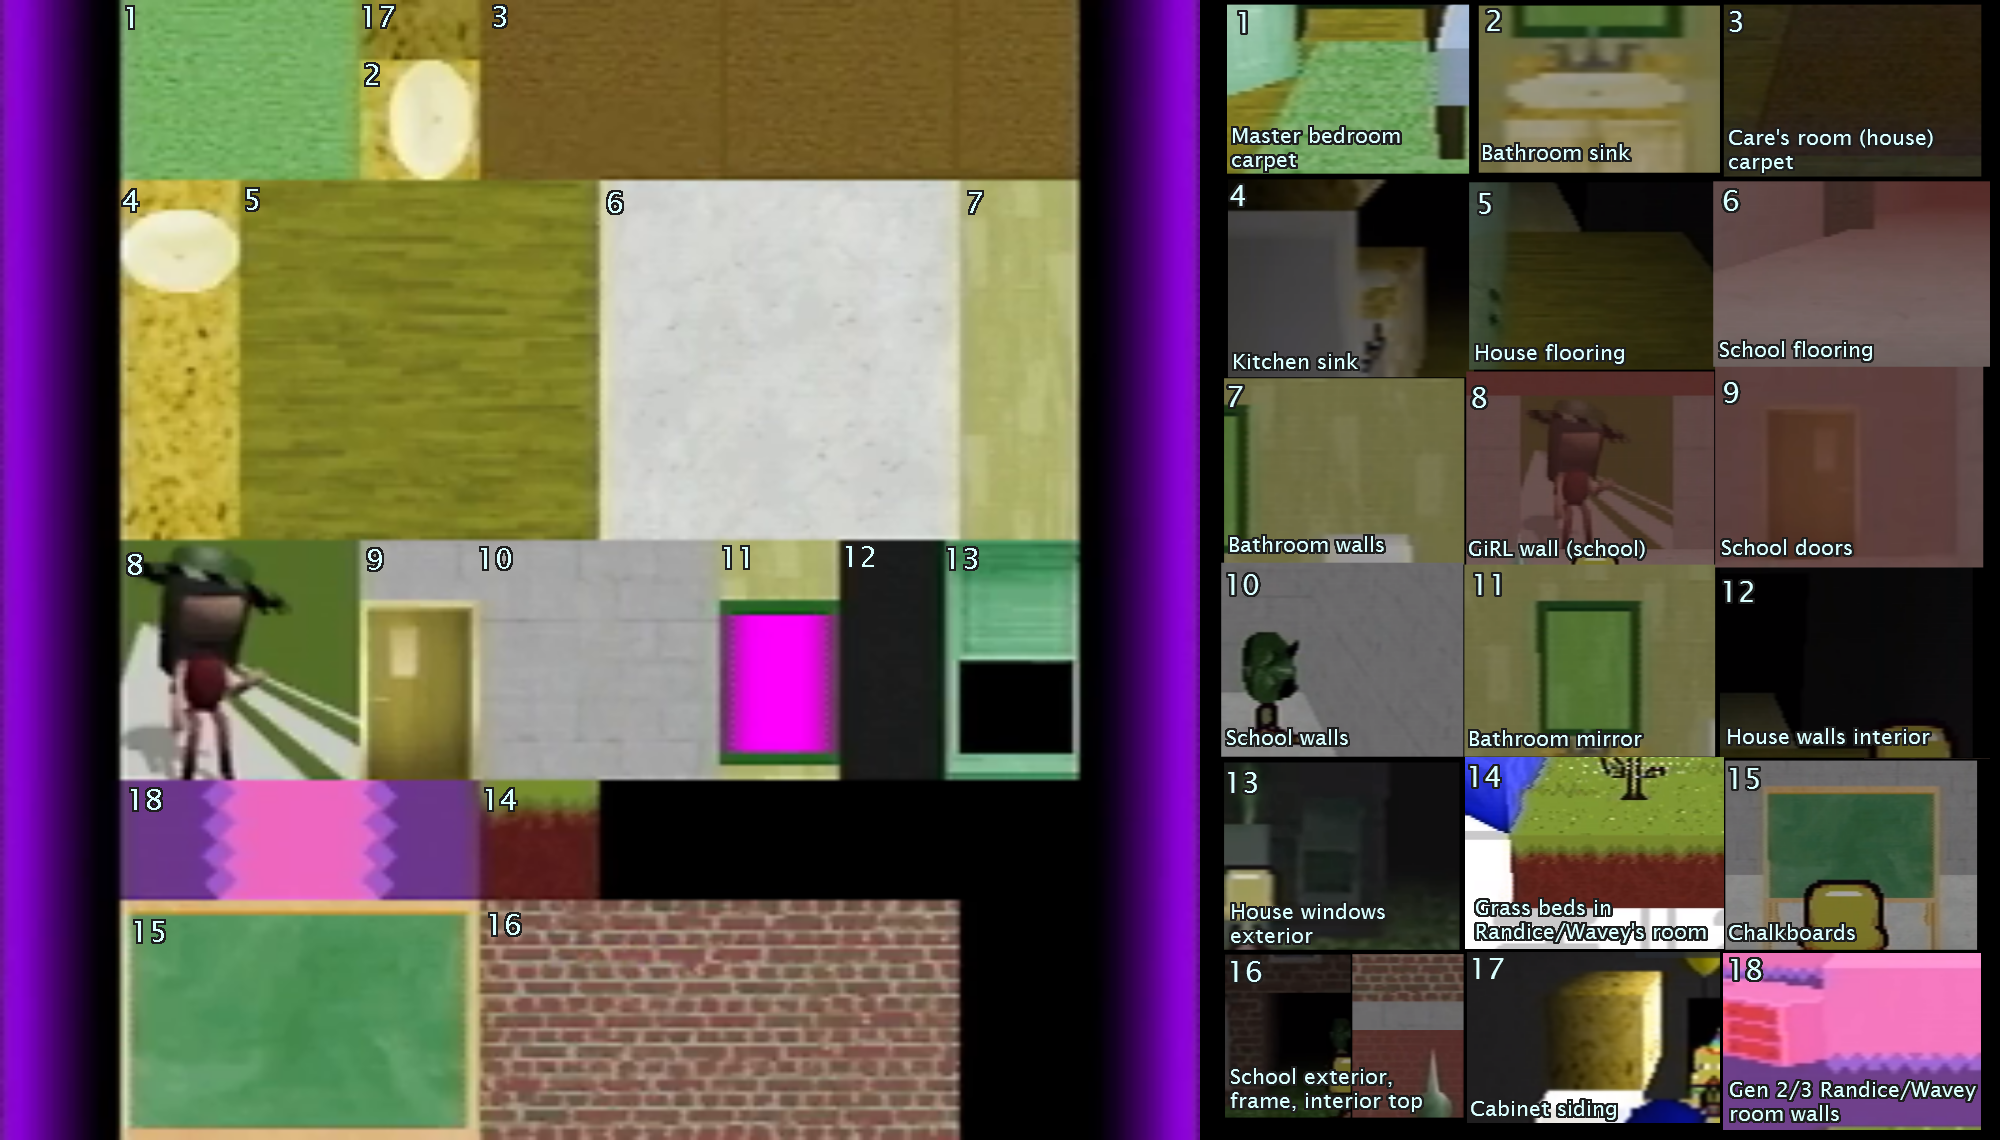 1
17
3
2
4
5
6
7
8
9
10
11
12
13
18
14
15
16
1
Master bedroom
carpet
2
Bathroom sink
3
Care's room (house)
carpet
4
Kitchen sink
5
House flooring
6
School flooring
7
Bathroom walls
8
GiRL wall (school)
9
School doors
10
School walls
11
Bathroom mirror
12
House walls interior
13
House windows
exterior
14
Grass beds in
Randice/Wavey's room
15
Chalkboards
16
School exterior,
frame, interior top
17
Cabinet siding
18
Gen 2/3 Randice/Wavey
room walls